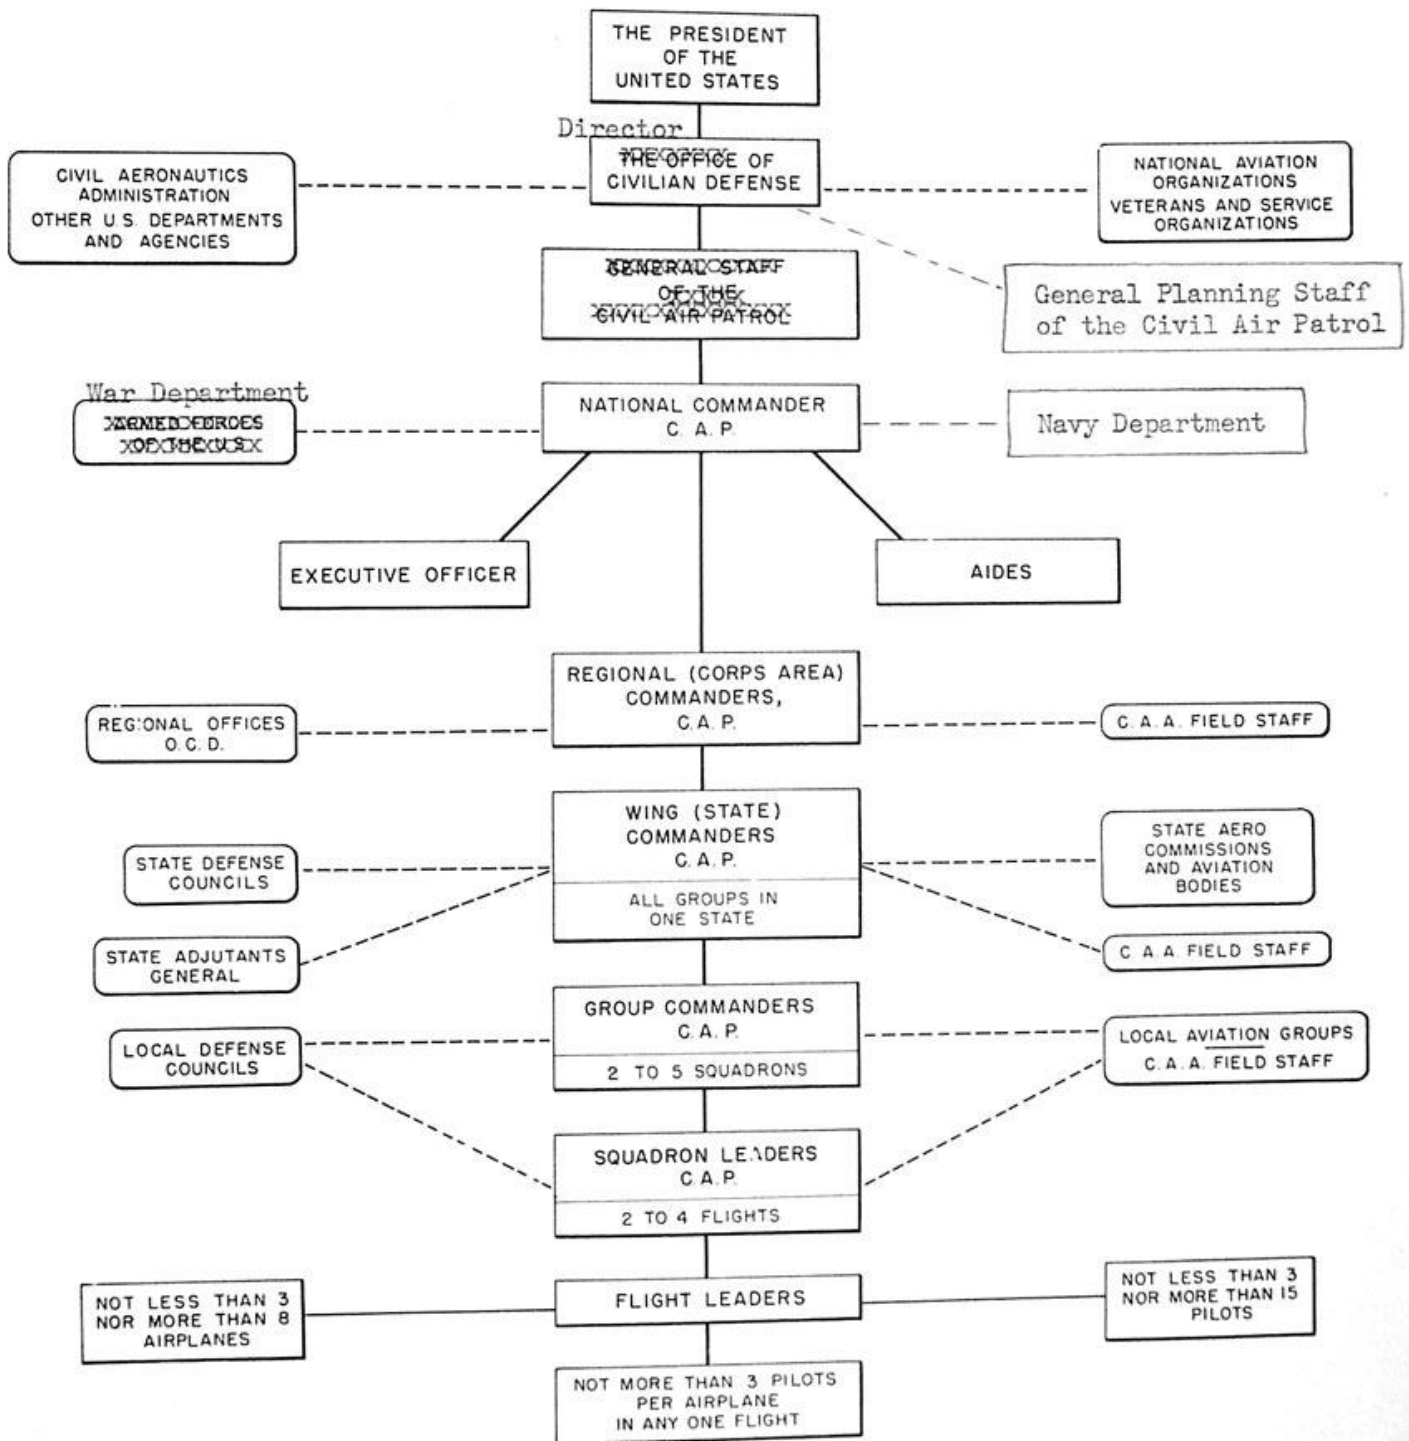 THE PRESIDENT
OF THE
UNITED STATES
Director
THE OFFICE OF
CIVILIAN DEFENSE
CIVIL AERONAUTICS
ADMINISTRATION
OTHER U.S. DEPARTMENTS
AND AGENCIES
NATIONAL AVIATION
ORGANIZATIONS
VETERANS AND SERVICE
ORGANIZATIONS
GENERAL STAFF
OF THE
CIVIL AIR PATROL
General Planning Staff
of the Civil Air Patrol
War Department
ARMED FORCES
OF THE U S
NATIONAL COMMANDER
C. A. P.
Navy Department
EXECUTIVE OFFICER
AIDES
REGIONAL (CORPS AREA)
COMMANDERS,
C.A.P.
REGIONAL OFFICES
O.C.D.
C.A.A. FIELD STAFF
WING (STATE)
COMMANDERS
C.A.P.
ALL GROUPS IN
ONE STATE
STATE DEFENSE
COUNCILS
STATE AERO
COMMISSIONS
AND AVIATION
BODIES
STATE ADJUTANTS
GENERAL
C A.A. FIELD STAFF
GROUP COMMANDERS
C.A.P.
2 TO 5 SQUADRONS
LOCAL DEFENSE
COUNCILS
LOCAL AVIATION GROUPS
C.A.A. FIELD STAFF
SQUADRON LEADERS
C.A.P.
2 TO 4 FLIGHTS
FLIGHT LEADERS
NOT LESS THAN 3
NOR MORE THAN 8
AIRPLANES
NOT LESS THAN 3
NOR MORE THAN 15
PILOTS
NOT MORE THAN 3 PILOTS
PER AIRPLANE
IN ANY ONE FLIGHT